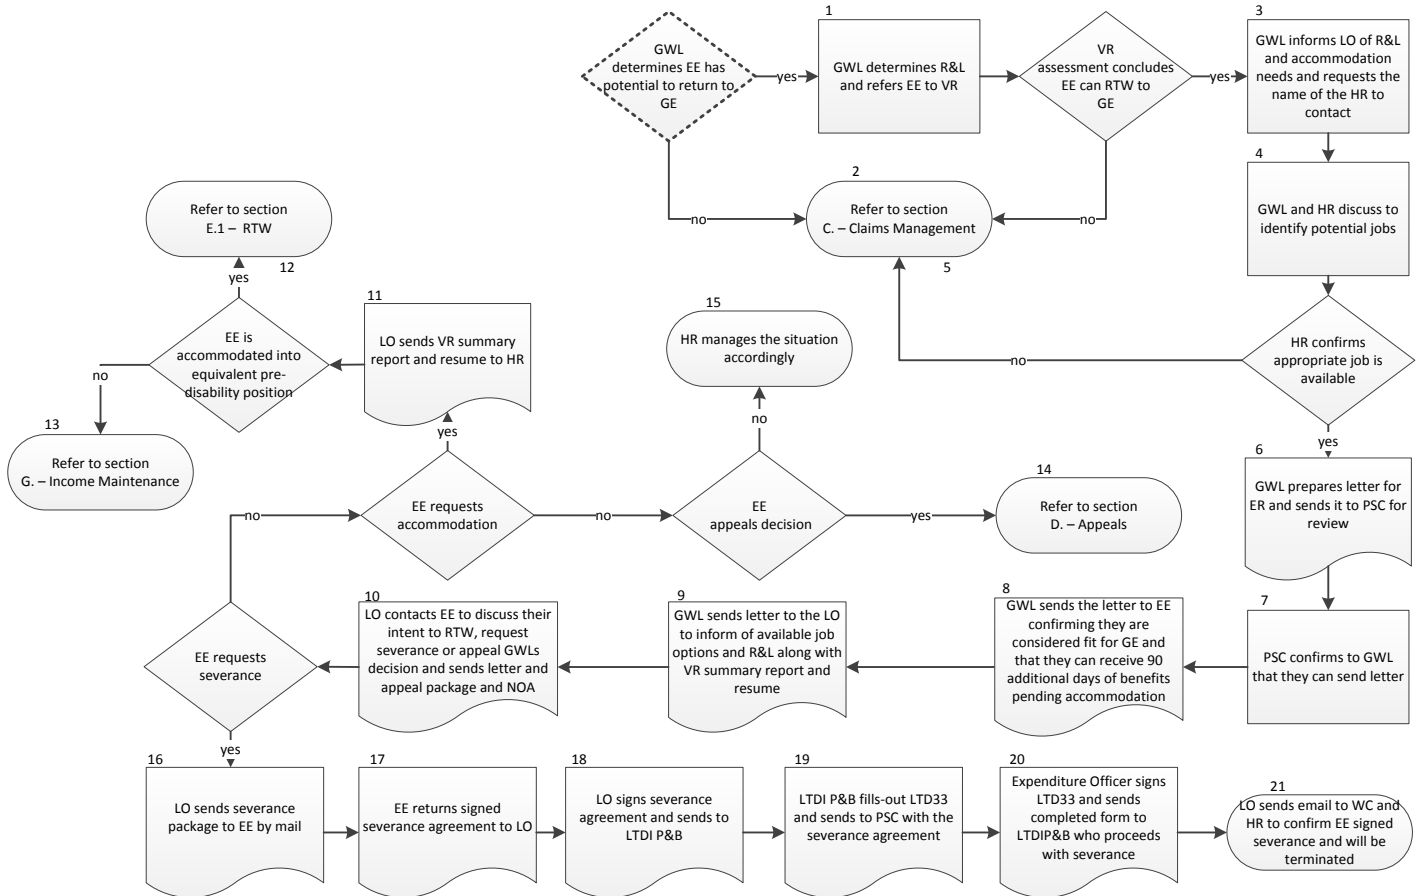 GWL
determines EE has
potential to return to
GE
yes
1
GWL determines R&L
and refers EE to VR
VR
assessment concludes
EE can RTW to
GE
yes
3
GWL informs LO of R&L
and accommodation
needs and requests the
name of the HR to
contact
no
2
Refer to section
C. – Claims Management
5
no
4
GWL and HR discuss to
identify potential jobs
Refer to section
E.1 – RTW
12
yes
EE is
accommodated into
equivalent pre-
disability position
no
13
Refer to section
G. – Income Maintenance
11
LO sends VR summary
report and resume to HR
yes
15
HR manages the situation
accordingly
no
no
HR confirms
appropriate job is
available
yes
no
EE requests
accommodation
no
EE
appeals decision
yes
14
Refer to section
D. – Appeals
6
GWL prepares letter for
ER and sends it to PSC for
review
EE requests
severance
10
LO contacts EE to discuss their
intent to RTW, request
severance or appeal GWLs
decision and sends letter and
appeal package and NOA
9
GWL sends letter to the LO
to inform of available job
options and R&L along with
VR summary report and
resume
8
GWL sends the letter to EE
confirming they are
considered fit for GE and
that they can receive 90
additional days of benefits
pending accommodation
7
PSC confirms to GWL
that they can send letter
yes
16
LO sends severance
package to EE by mail
17
EE returns signed
severance agreement to LO
18
LO signs severance
agreement and sends to
LTDI P&B
19
LTDI P&B fills-out LTD33
and sends to PSC with the
severance agreement
20
Expenditure Officer signs
LTD33 and sends
completed form to
LTDIP&B who proceeds
with severance
21
LO sends email to WC and
HR to confirm EE signed
severance and will be
terminated